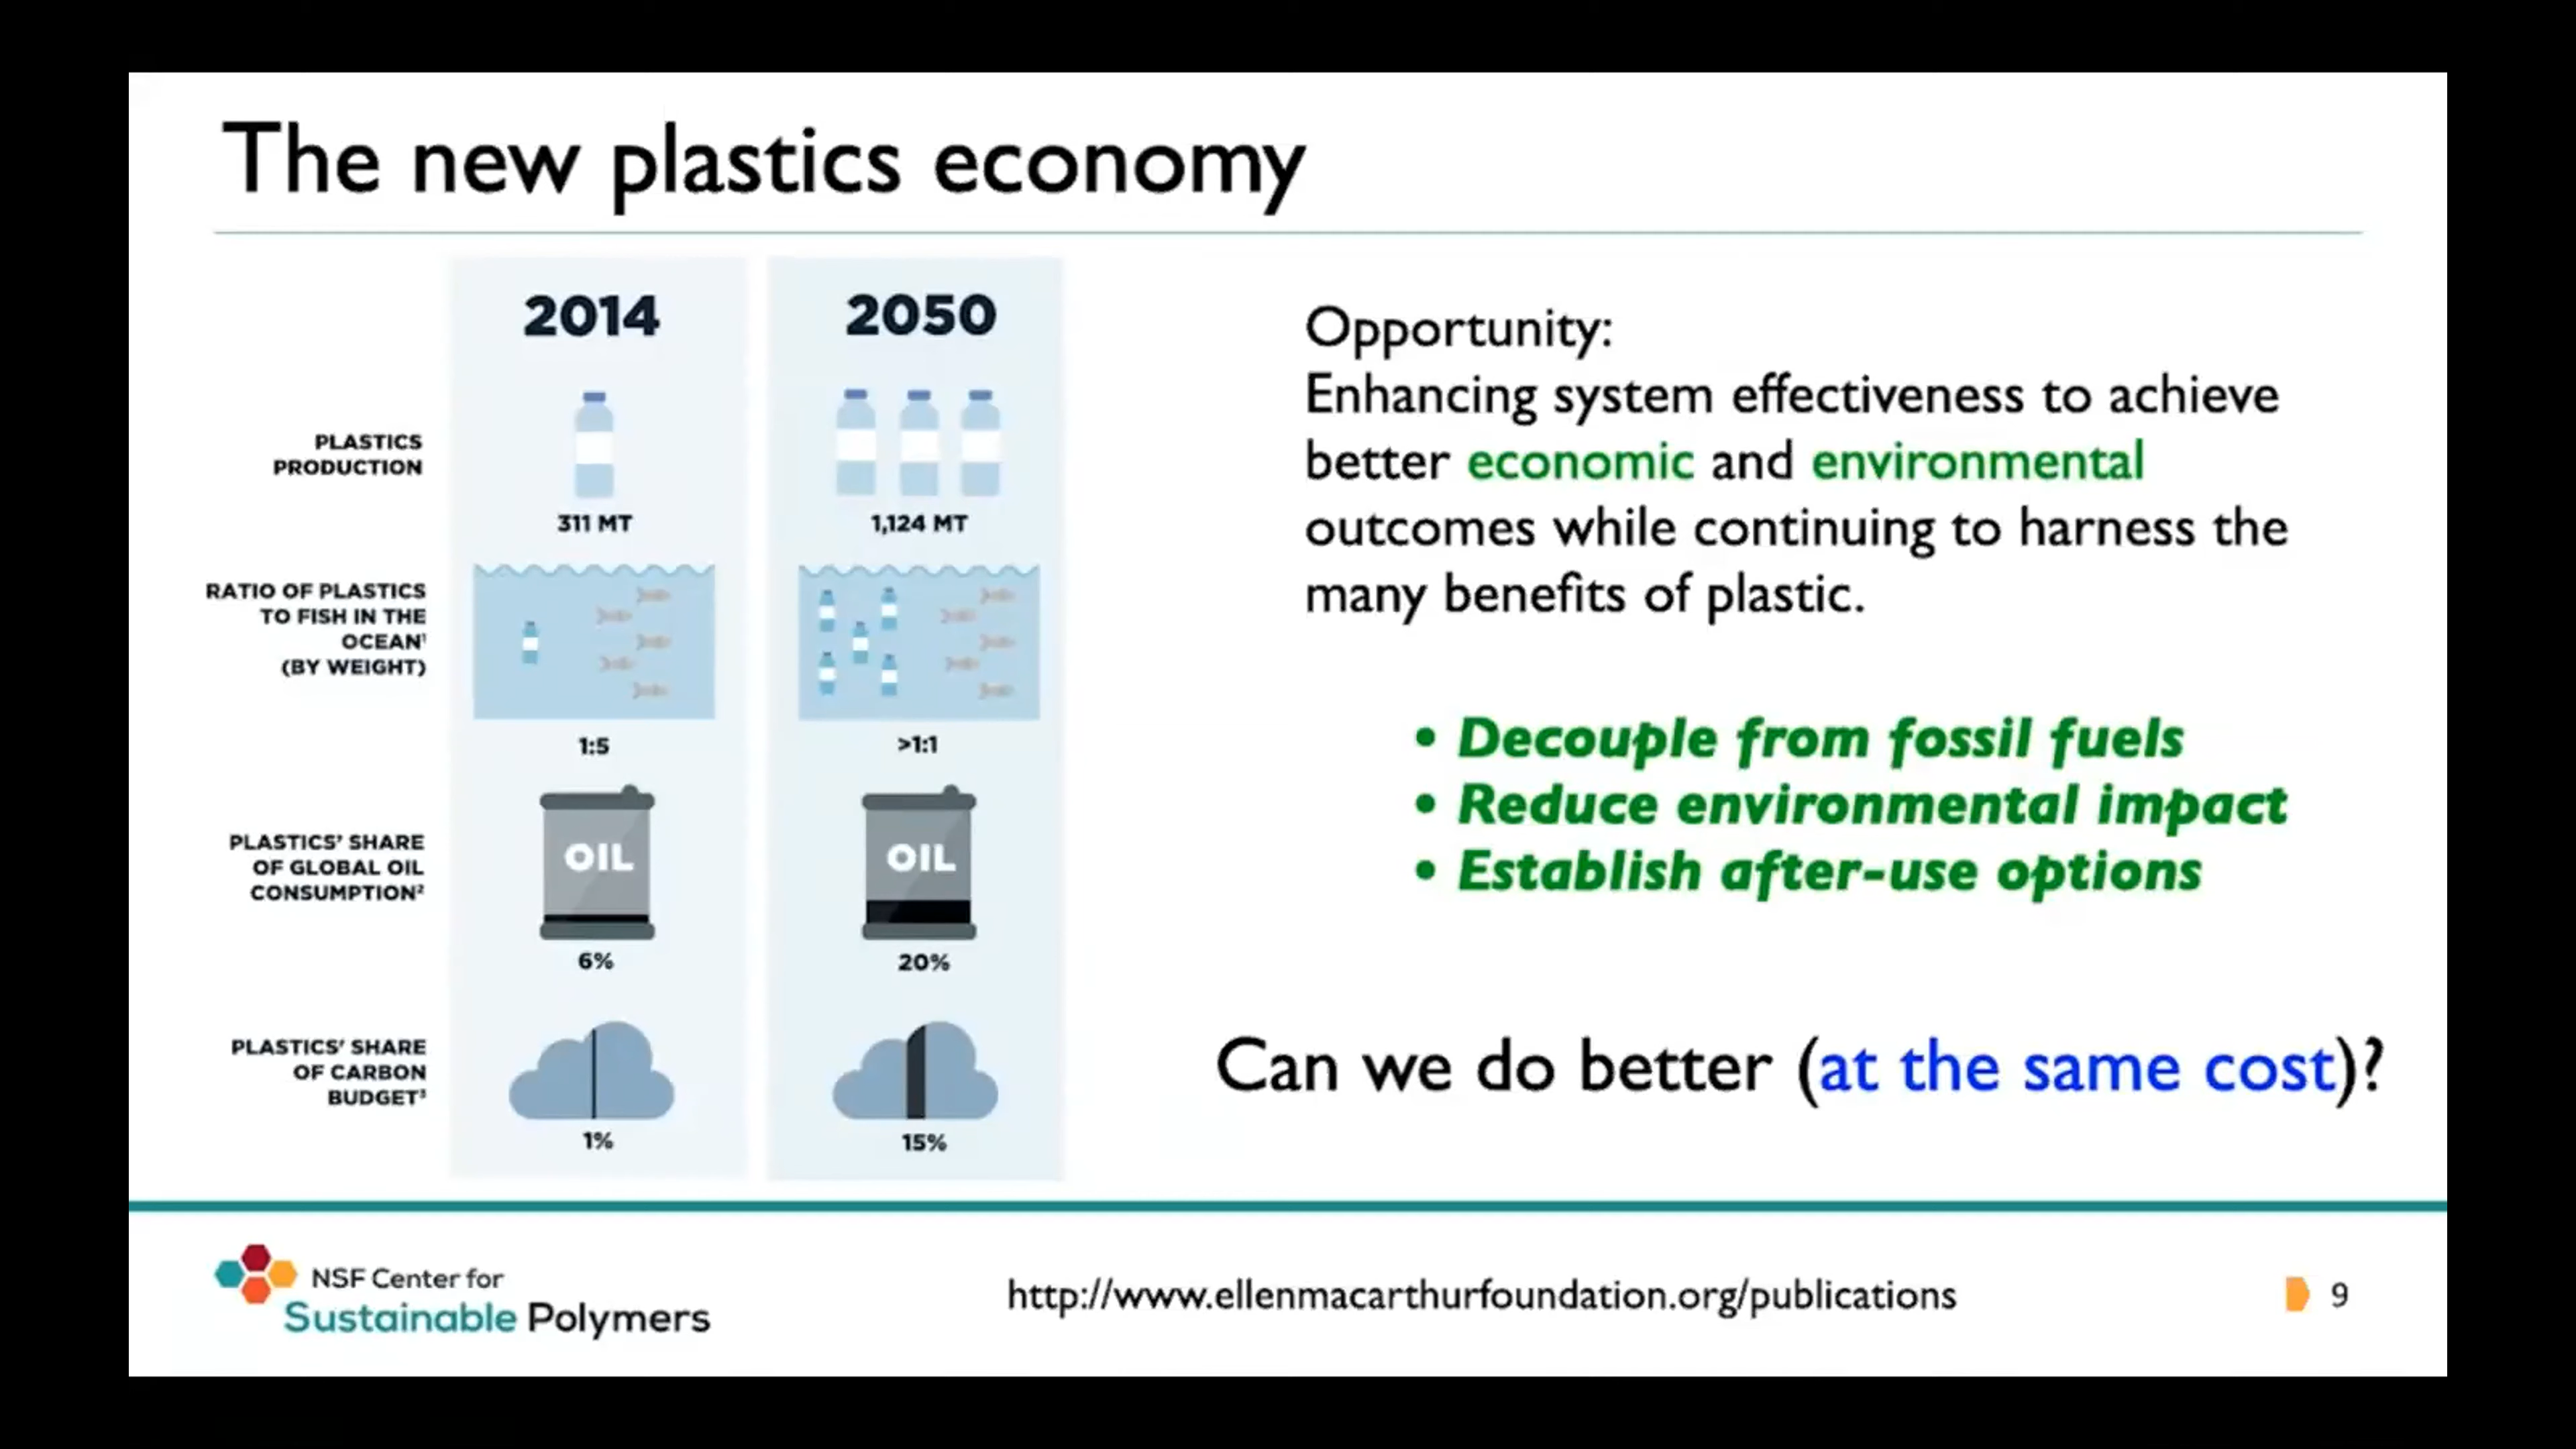 The new plastics economy
2014
2050
PLASTICS
PRODUCTION
311 MT
1,124 MT
RATIO OF PLASTICS
TO FISH IN THE
OCEAN¹
(BY WEIGHT)
1:5
>1:1
PLASTICS' SHARE
OF GLOBAL OIL
CONSUMPTION²
OIL
OIL
6%
20%
PLASTICS' SHARE
OF CARBON
BUDGET³
1%
15%
Opportunity:
Enhancing system effectiveness to achieve
better economic and environmental
outcomes while continuing to harness the
many benefits of plastic.
• Decouple from fossil fuels
• Reduce environmental impact
• Establish after-use options
Can we do better (at the same cost)?
NSF Center for
Sustainable Polymers
http://www.ellenmacarthurfoundation.org/publications
9